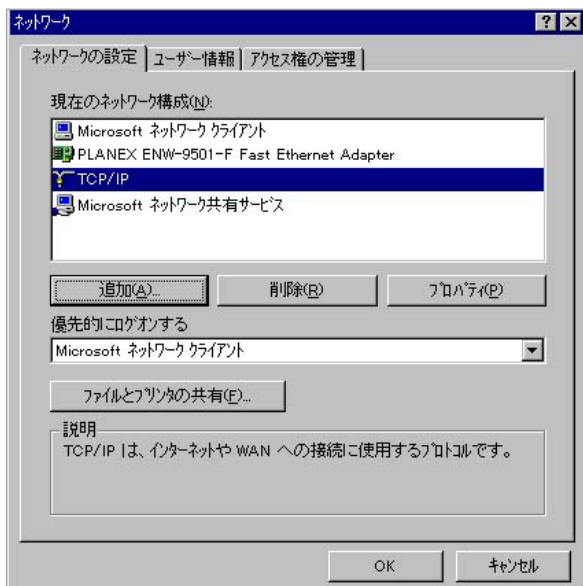 ネットワーク
ネットワークの設定 ユーザー情報 アクセス権の管理
現在のネットワーク構成(N):
Microsoft ネットワーク クライアント
PLANEX ENW-9501-F Fast Ethernet Adapter
TCP/IP
Microsoft ネットワーク共有サービス
追加(A)... 削除(R) プロパティ(P)
優先的にログオンする
Microsoft ネットワーク クライアント
ファイルとプリンタの共有(F)...
説明
TCP/IP は、インターネットや WAN への接続に使用するプロトコルです。
OK キャンセル